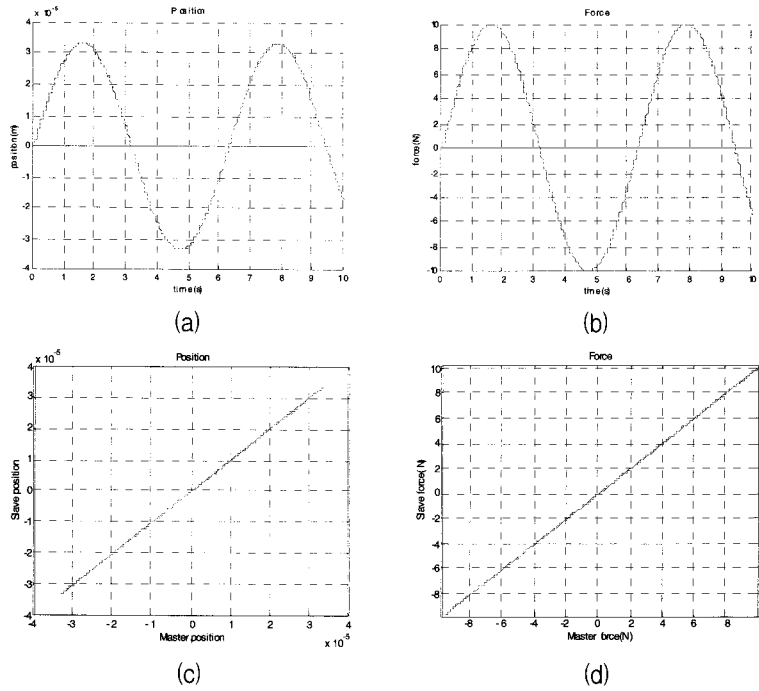 x 10 -5
Position
position(m)
4
3
2
1
0
-1
-2
-3
-4
0 1 2 3 4 5 6 7 8 9 10
time(s)
(a)
Force
force(N)
10
8
6
4
2
0
-2
-4
-6
-8
-10
0 1 2 3 4 5 6 7 8 9 10
time(s)
(b)
x 10 -5
Position
Slave position
4
3
2
1
0
-1
-2
-3
-4
-4 -3 -2 -1 0 1 2 3 4
Master position
x 10 -5
(c)
Force
Slave force(N)
10
8
6
4
2
0
-2
-4
-6
-8
-8 -6 -4 -2 0 2 4 6 8
Master force(N)
(d)